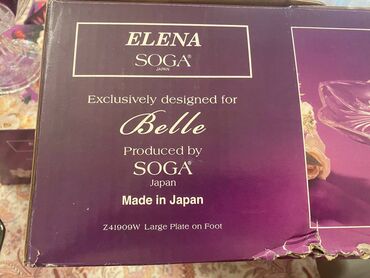 ELENA
SOGA®
JAPAN
Exclusively designed for
Belle
Produced by
SOGA®
Japan
Made in Japan
Z41909W Large Plate on Foot